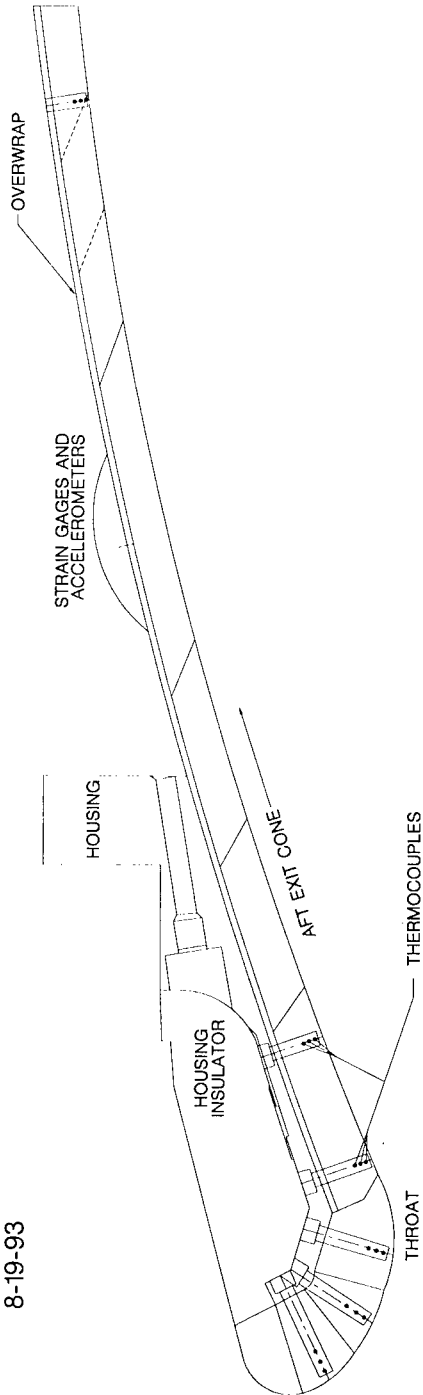 8-19-93
OVERWRAP
STRAIN GAGES AND
ACCELEROMETERS
HOUSING
HOUSING
INSULATOR
AFT EXIT CONE
THERMOCOUPLES
THROAT